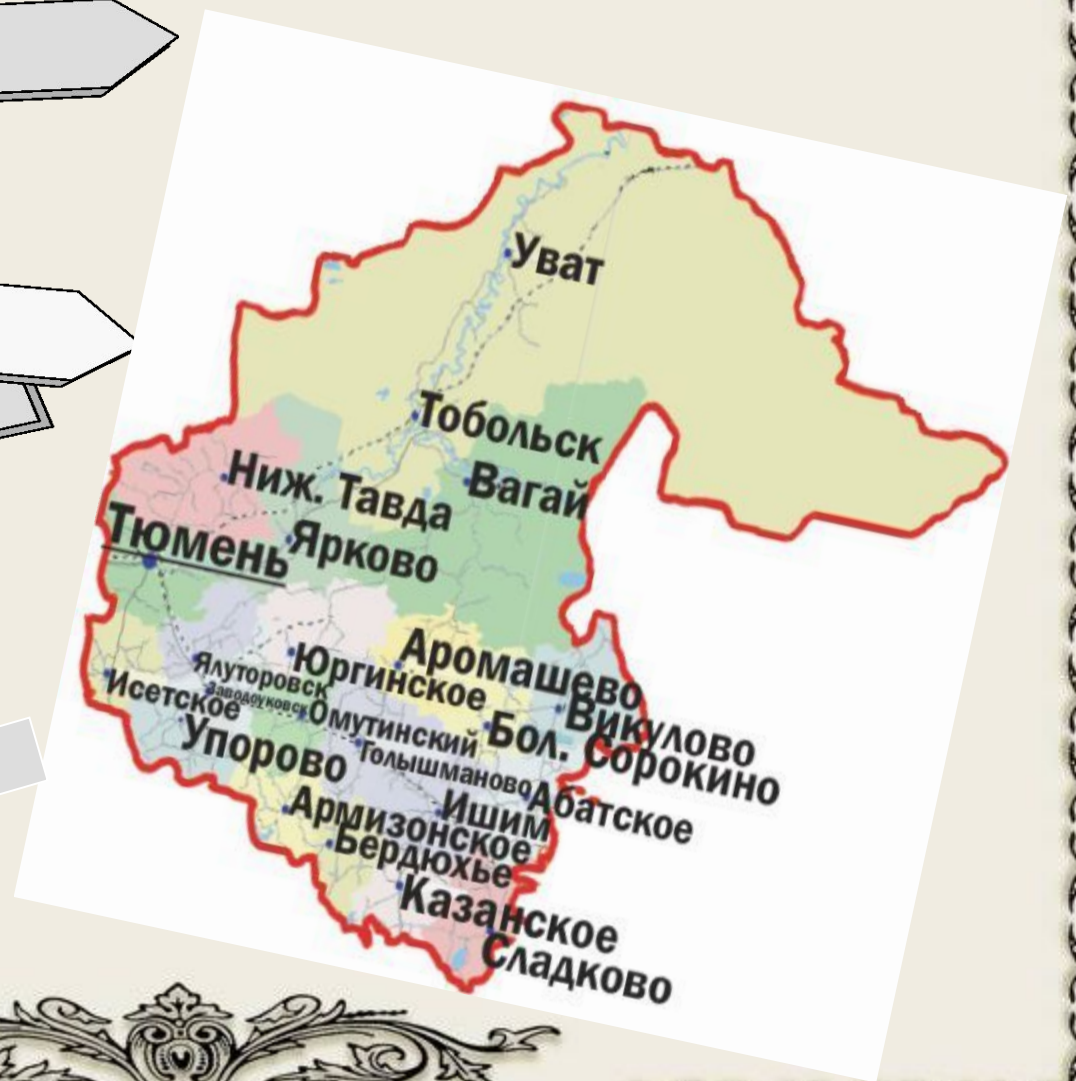 Уват
Тобольск
Вагай
Ниж. Тавда
Тюмень
Ярково
Аромашево
Юргинское
Ялуторовск
Заводоуковск
Исетское
Викулово
Омутинский
Бол. Сорокино
Упорово
Голышманово
Абатское
Ишим
Армизонское
Бердюхье
Казанское
Сладково